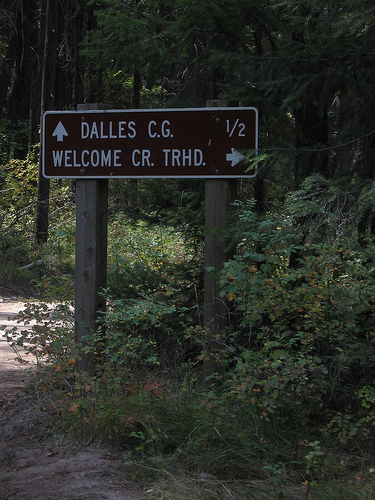 DALLES C.G. 1/2
WELCOME CR. TRHD.